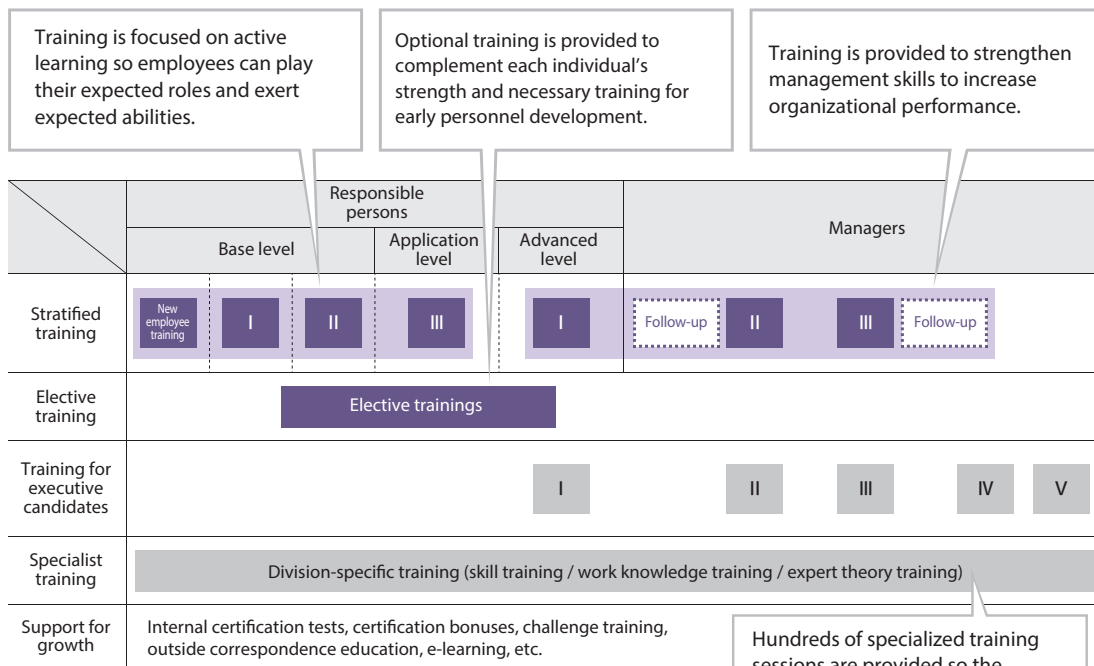 Training is focused on active
learning so employees can play
their expected roles and exert
expected abilities.
Optional training is provided to
complement each individual’s
strength and necessary training for
early personnel development.
Training is provided to strengthen
management skills to increase
organizational performance.
Responsible
persons
Managers
Base level
Application
level
Advanced
level
Stratified
training
New
employee
training
I
II
III
I
Follow-up
II
III
Follow-up
Elective
training
Elective trainings
Training for
executive
candidates
I
II
III
IV
V
Specialist
training
Division-specific training (skill training / work knowledge training / expert theory training)
Support for
growth
Internal certification tests, certification bonuses, challenge training,
outside correspondence education, e-learning, etc.
Hundreds of specialized training
sessions are provided so the